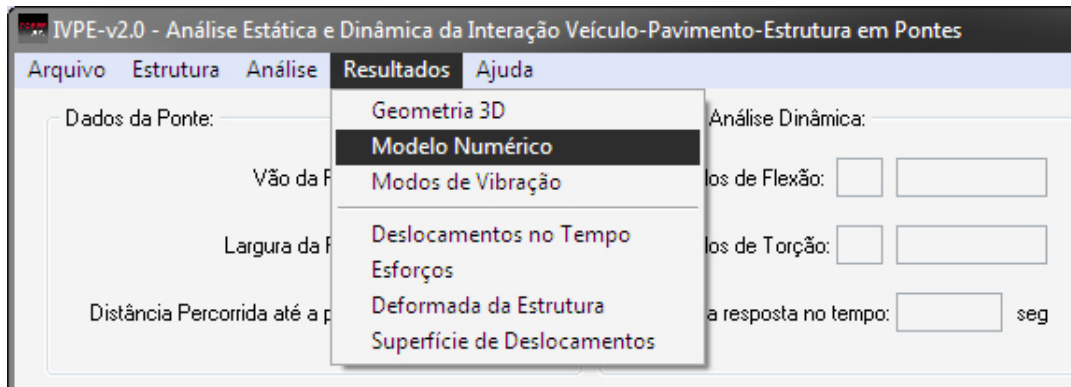 IVPE-v2.0 - Análise Estática e Dinâmica da Interação Veículo-Pavimento-Estrutura em Pontes
Arquivo Estrutura Análise Resultados Ajuda
Dados da Ponte:
Análise Dinâmica:
Geometria 3D
Modelo Numérico
Modos de Vibração
Deslocamentos no Tempo
Esforços
Deformada da Estrutura
Superfície de Deslocamentos
Vão da
los de Flexão:
Largura da
los de Torção:
Distância Percorrida até a
a resposta no tempo: seg